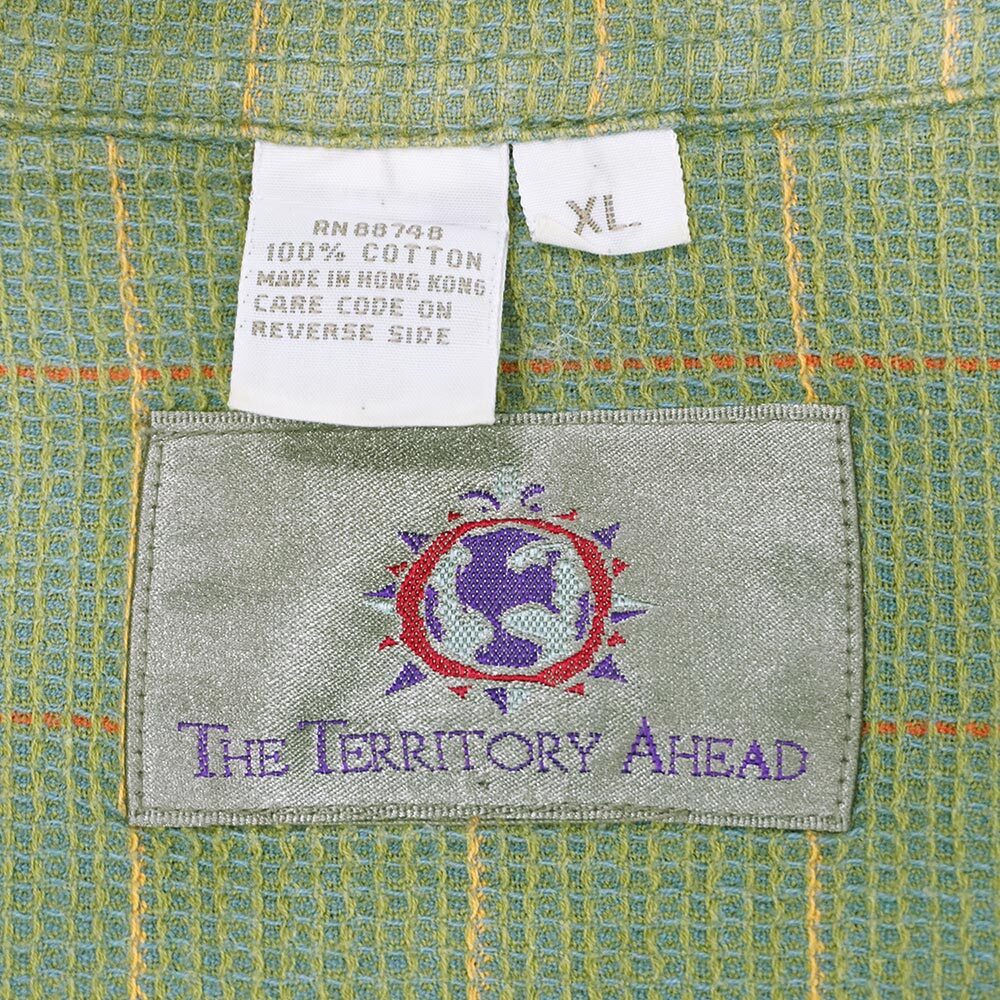 RN 88748
100% COTTON
MADE IN HONG KONG
CARE CODE ON
REVERSE SIDE
XL
THE TERRITORY AHEAD